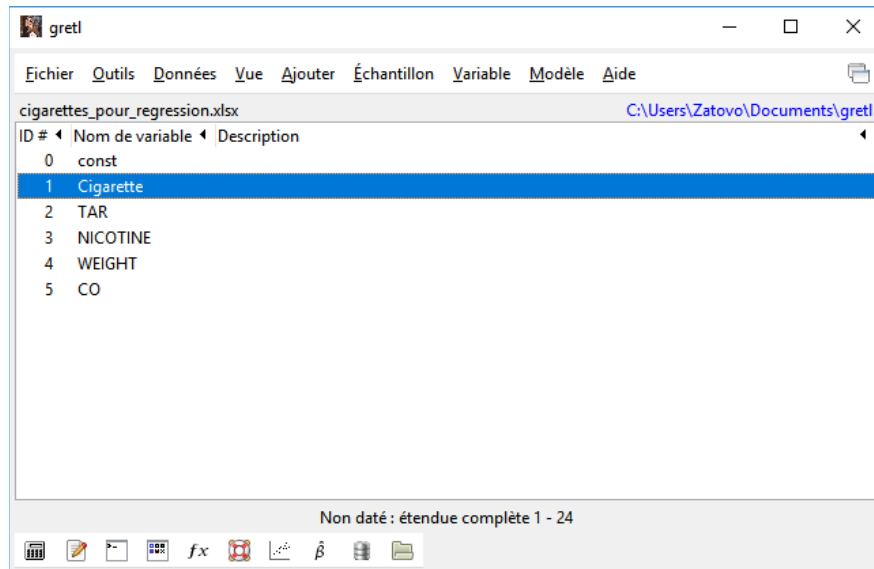 gretl
Fichier Outils Données Vue Ajouter Échantillon Variable Modèle Aide
cigarettes_pour_regression.xlsx C:\Users\Zatovo\Documents\gretl
ID # Nom de variable Description
0 const
1 Cigarette
2 TAR
3 NICOTINE
4 WEIGHT
5 CO
Non daté : étendue complète 1 - 24
fx β̂